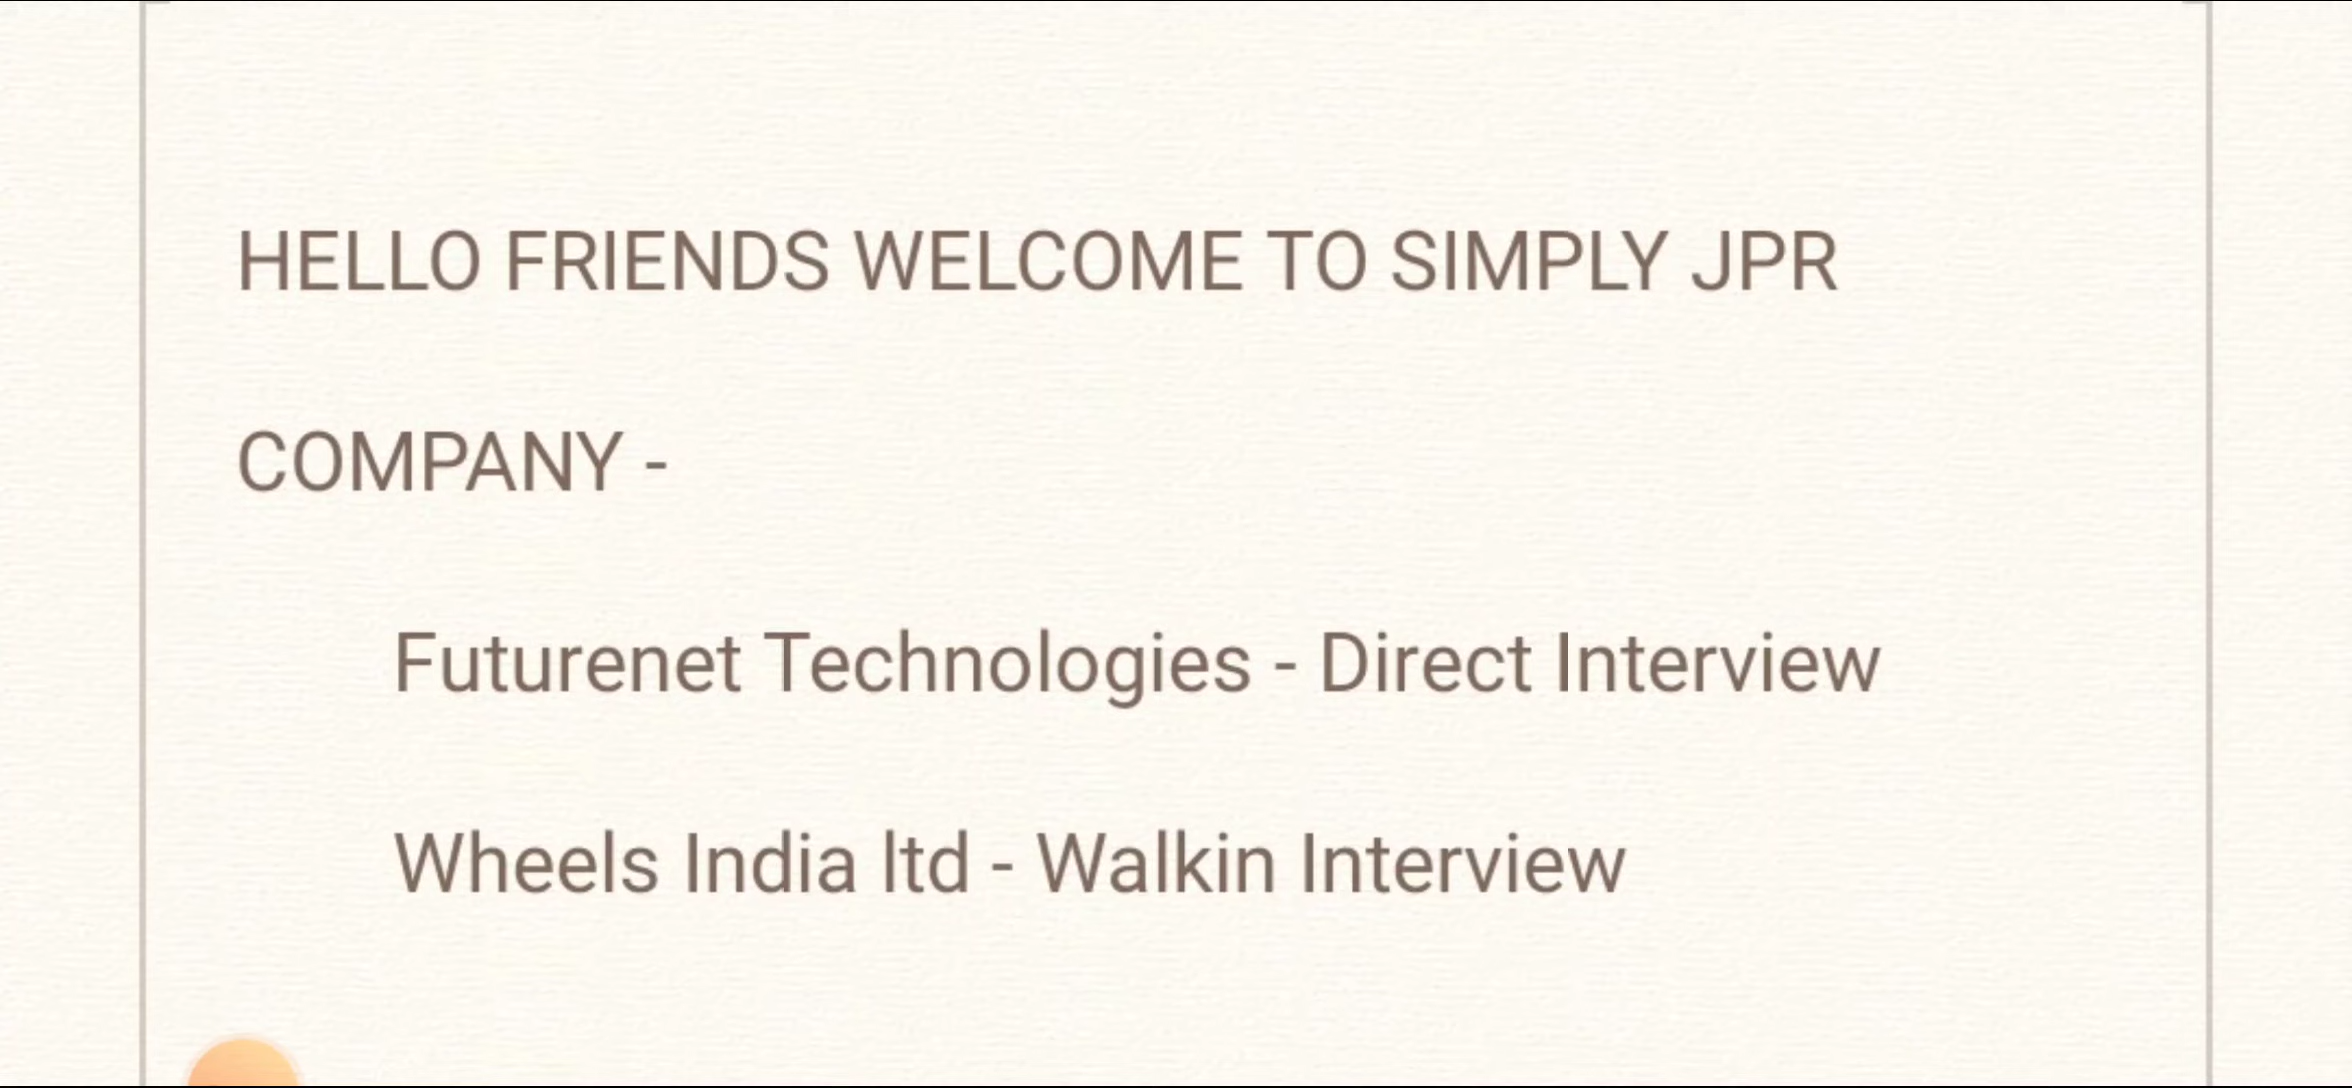 HELLO FRIENDS WELCOME TO SIMPLY JPR
COMPANY -
Futurenet Technologies - Direct Interview
Wheels India ltd - Walkin Interview